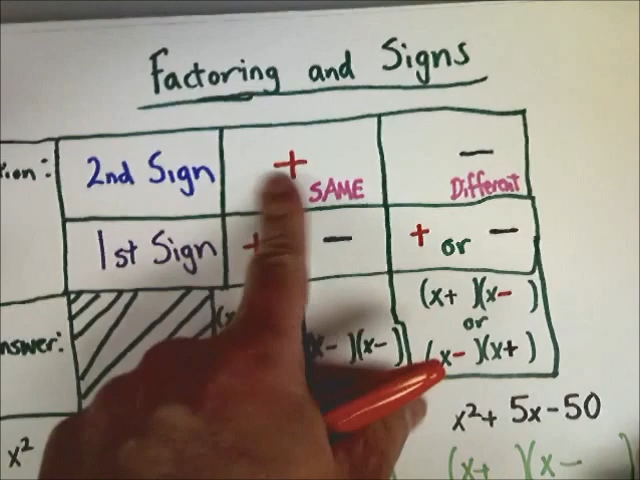 Factoring and Signs
2nd Sign + SAME - Different
1st Sign + - + or -
(x+ )(x- )
or
(x- )(x+ )
x- )(x- )
x² + 5x - 50
x²
(x+ )(x-